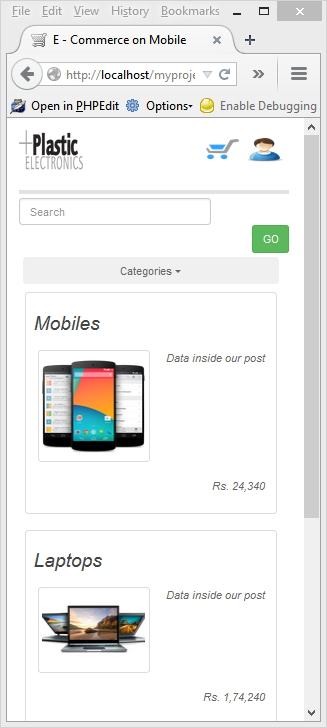 File Edit View History Bookmarks
E - Commerce on Mobile
http://localhost/myproje
Open in PHPEdit Options Enable Debugging
+Plastic
ELECTRONICS
Search
GO
Categories
Mobiles
Data inside our post
Rs. 24,340
Laptops
Data inside our post
Rs. 1,74,240